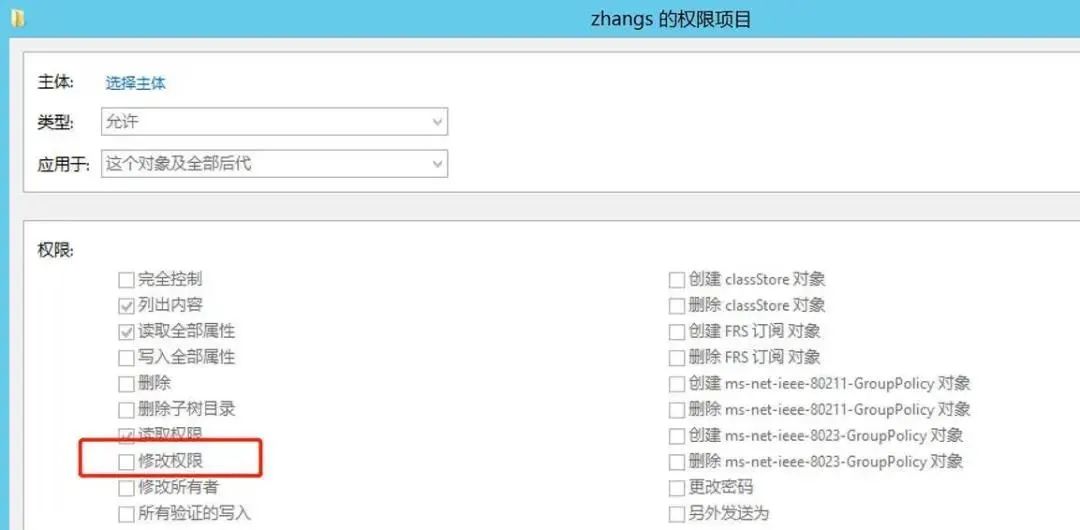 zhangs 的权限项目
主体: 选择主体
类型: 允许
应用于: 这个对象及全部后代
权限:
完全控制
列出内容
读取全部属性
写入全部属性
删除
删除子树目录
读取权限
修改权限
修改所有者
所有验证的写入
创建 classStore 对象
删除 classStore 对象
创建 FRS 订阅 对象
删除 FRS 订阅 对象
创建 ms-net-ieee-80211-GroupPolicy 对象
删除 ms-net-ieee-80211-GroupPolicy 对象
创建 ms-net-ieee-8023-GroupPolicy 对象
删除 ms-net-ieee-8023-GroupPolicy 对象
更改密码
另外发送为